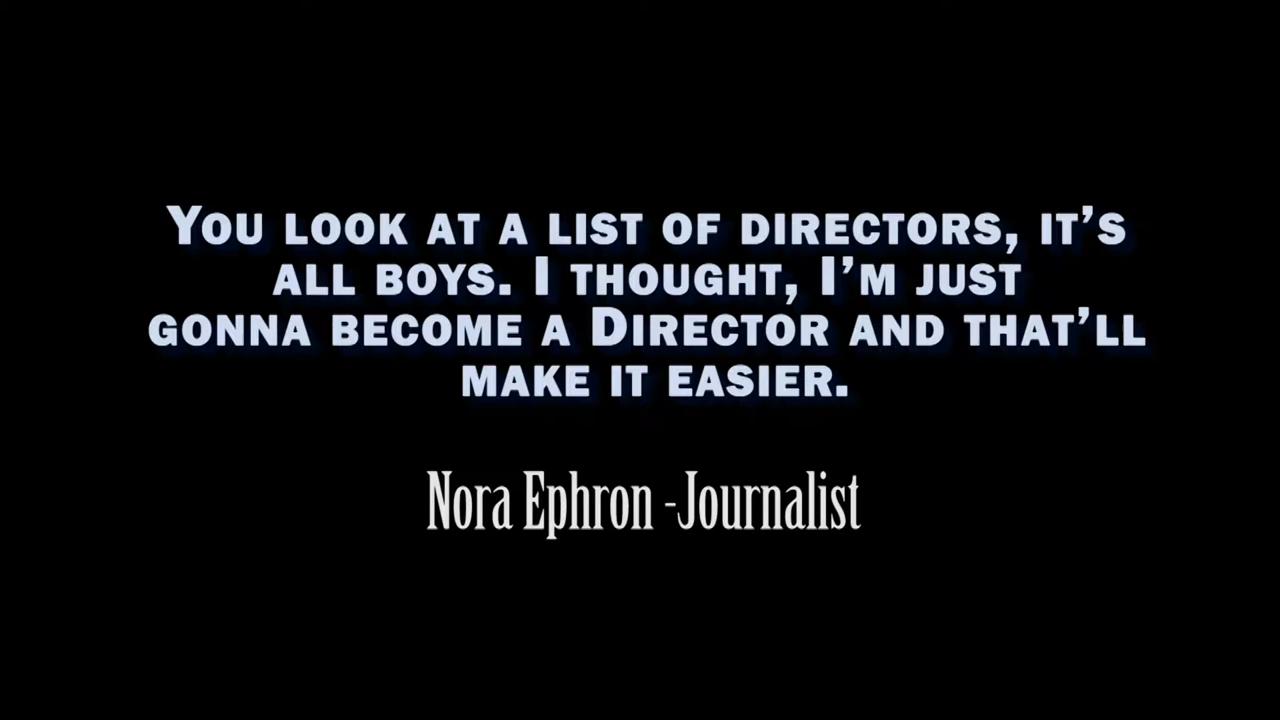 You look at a list of directors, it’s
all boys. I thought, I’m just
gonna become a Director and that’ll
make it easier.
Nora Ephron -Journalist